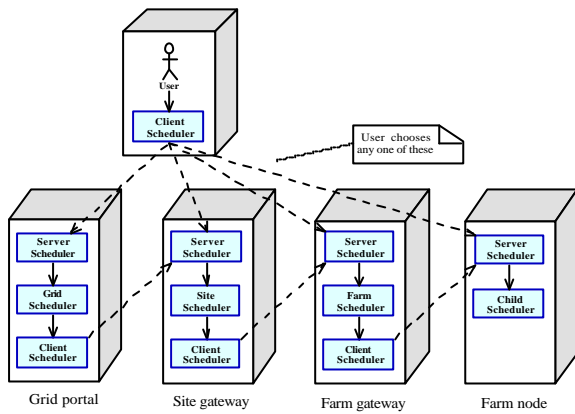 User
Client
Scheduler
User chooses
any one of these
Server
Scheduler
Grid
Scheduler
Client
Scheduler
Grid portal
Server
Scheduler
Site
Scheduler
Client
Scheduler
Site gateway
Server
Scheduler
Farm
Scheduler
Client
Scheduler
Farm gateway
Server
Scheduler
Child
Scheduler
Farm node